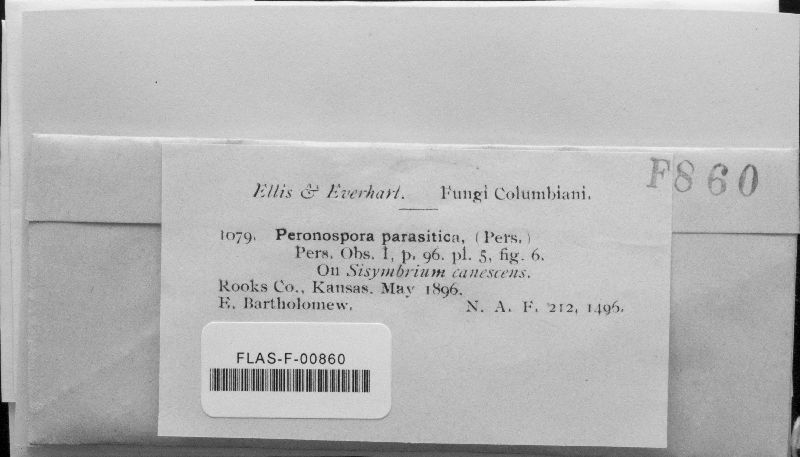 F860
Ellis & Everhart. Fungi Columbiani.
1079. Peronospora parasitica, (Pers.)
Pers. Obs. I, p. 96. pl. 5, fig. 6.
On Sisymbrium canescens.
Rooks Co., Kansas. May 1896.
E. Bartholomew. N. A. F. 212, 1496.
FLAS-F-00860